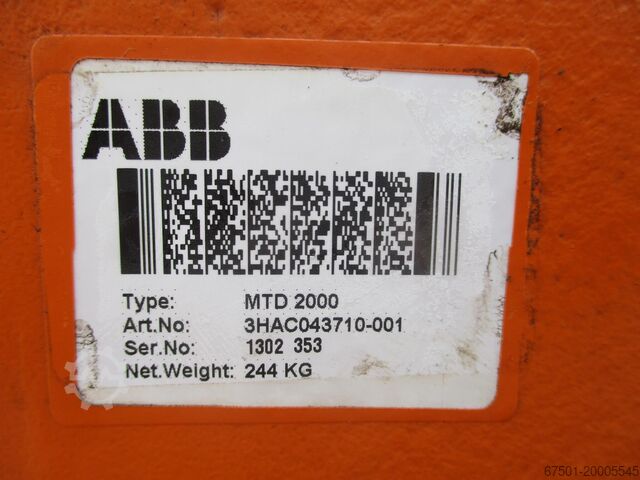 ABB
Type: MTD 2000
Art.No: 3HAC043710-001
Ser.No: 1302 353
Net.Weight: 244 KG
67501-20005545